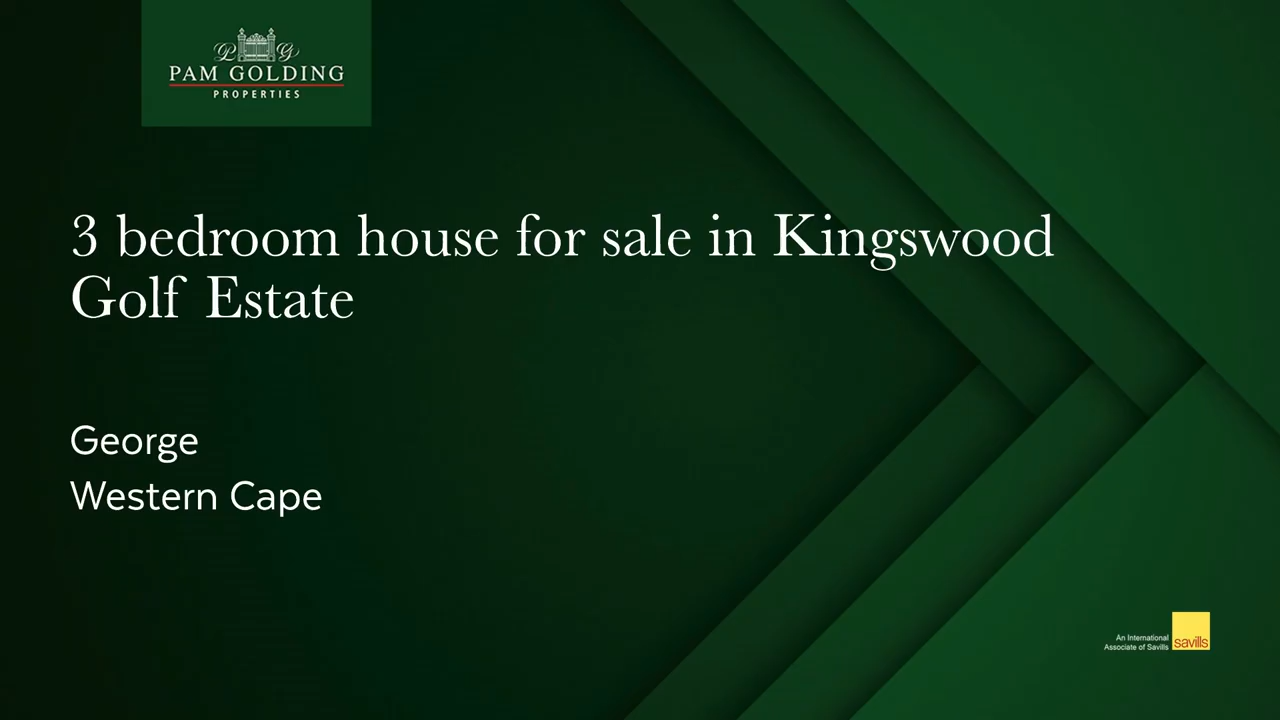 PAM GOLDING
PROPERTIES
3 bedroom house for sale in Kingswood
Golf Estate
George
Western Cape
An International
Associate of Savills
savills